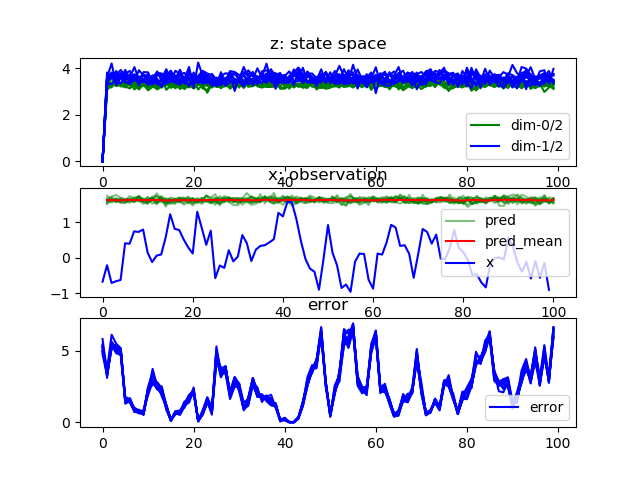 z: state space
4
2
0
dim-0/2
dim-1/2
0 20 40 60 80 100
x: observation
1
0
−1
pred
pred_mean
x
0 20 40 60 80 100
error
5
0
error
0 20 40 60 80 100